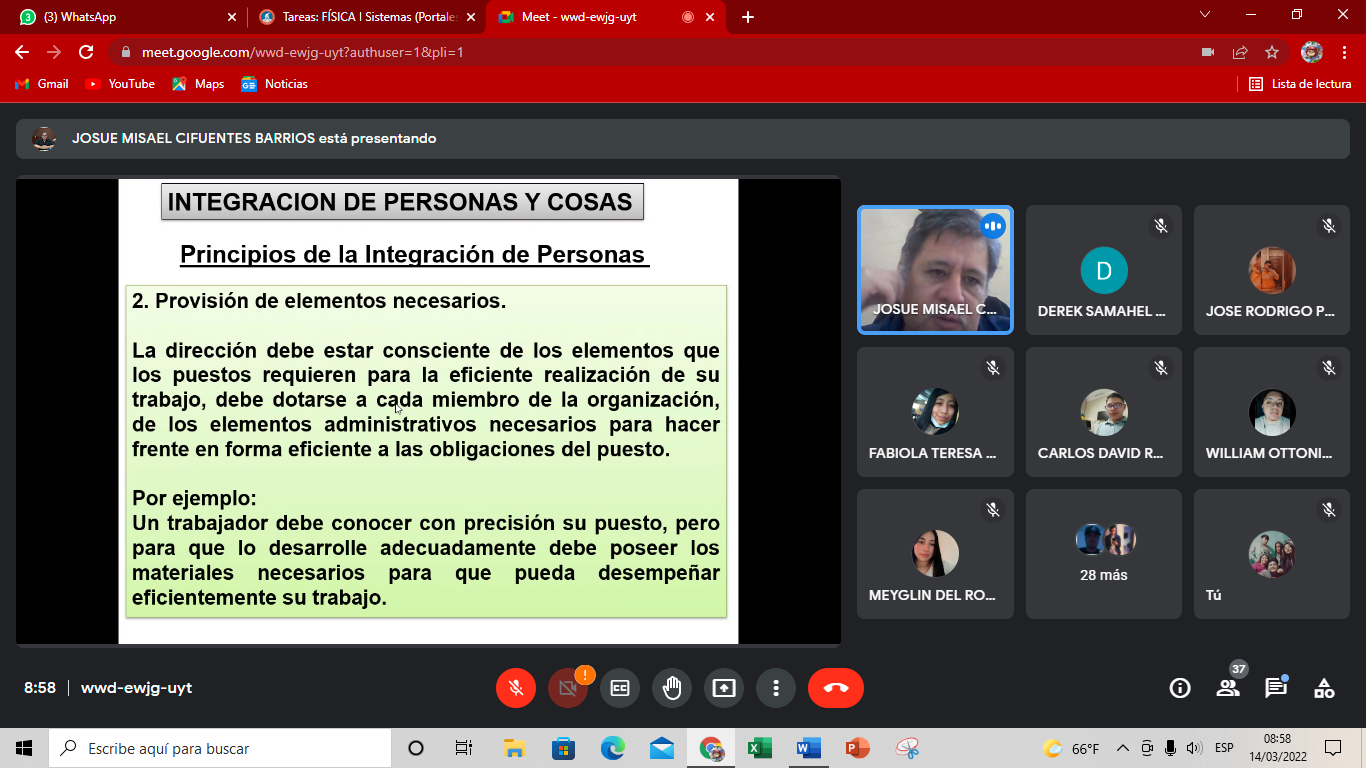 (3) WhatsApp
Tareas: FÍSICA I Sistemas (Portale
Meet - wwd-ewjg-uyt
meet.google.com/wwd-ewjg-uyt?authuser=1&pli=1
Gmail
YouTube
Maps
Noticias
Lista de lectura
JOSUE MISAEL CIFUENTES BARRIOS está presentando
INTEGRACION DE PERSONAS Y COSAS
Principios de la Integración de Personas
2. Provisión de elementos necesarios.
La dirección debe estar consciente de los elementos que
los puestos requieren para la eficiente realización de su
trabajo, debe dotarse a cada miembro de la organización,
de los elementos administrativos necesarios para hacer
frente en forma eficiente a las obligaciones del puesto.
Por ejemplo:
Un trabajador debe conocer con precisión su puesto, pero
para que lo desarrolle adecuadamente debe poseer los
materiales necesarios para que pueda desempeñar
eficientemente su trabajo.
JOSUE MISAEL C...
DEREK SAMAHEL ...
D
JOSE RODRIGO P...
FABIOLA TERESA ...
CARLOS DAVID R...
WILLIAM OTTONI...
MEYGLIN DEL RO...
28 más
Tú
8:58 | wwd-ewjg-uyt
37
Escribe aquí para buscar
66°F
ESP
08:58
14/03/2022